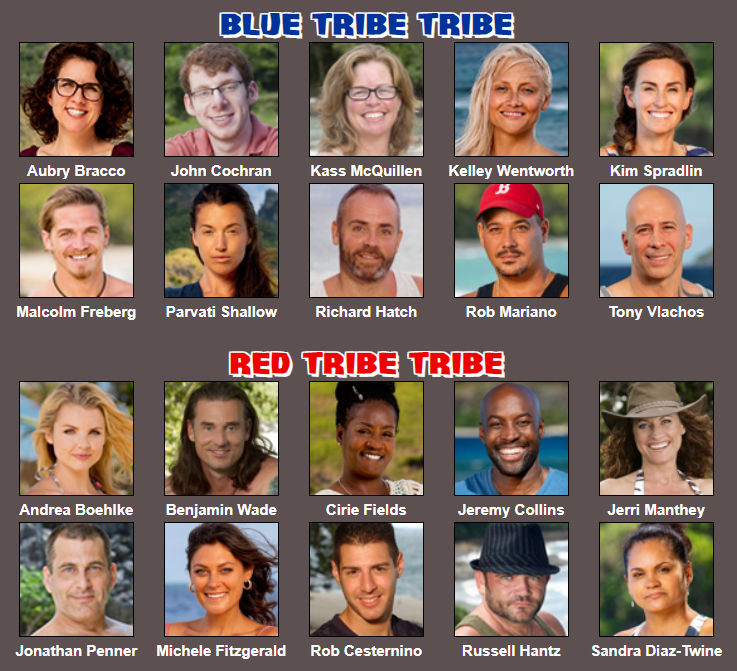 BLUE TRIBE TRIBE
Aubry Bracco John Cochran Kass McQuillen Kelley Wentworth Kim Spradlin
B
Malcolm Freberg Parvati Shallow Richard Hatch Rob Mariano Tony Vlachos
RED TRIBE TRIBE
Andrea Boehlke Benjamin Wade Cirie Fields Jeremy Collins Jerri Manthey
Jonathan Penner Michele Fitzgerald Rob Cesternino Russell Hantz Sandra Diaz-Twine